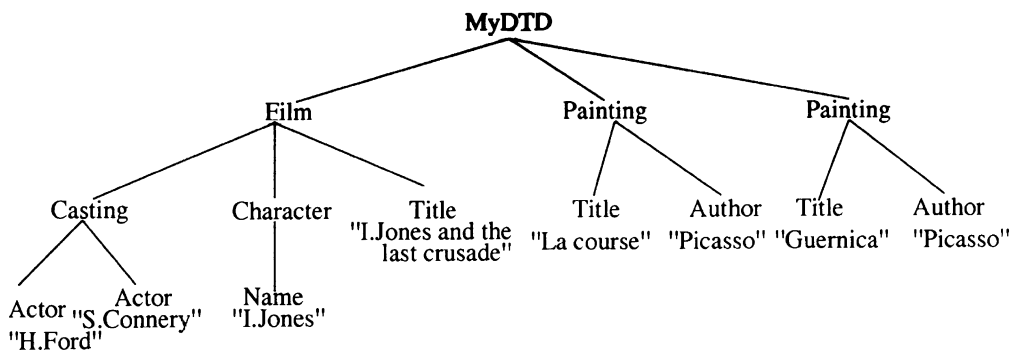 MyDTD
Film Painting Painting
Casting Character Title Title Author Title Author
"I.Jones and the
last crusade"
"La course" "Picasso" "Guernica" "Picasso"
Actor Actor Name
"H.Ford" "S.Connery" "I.Jones"